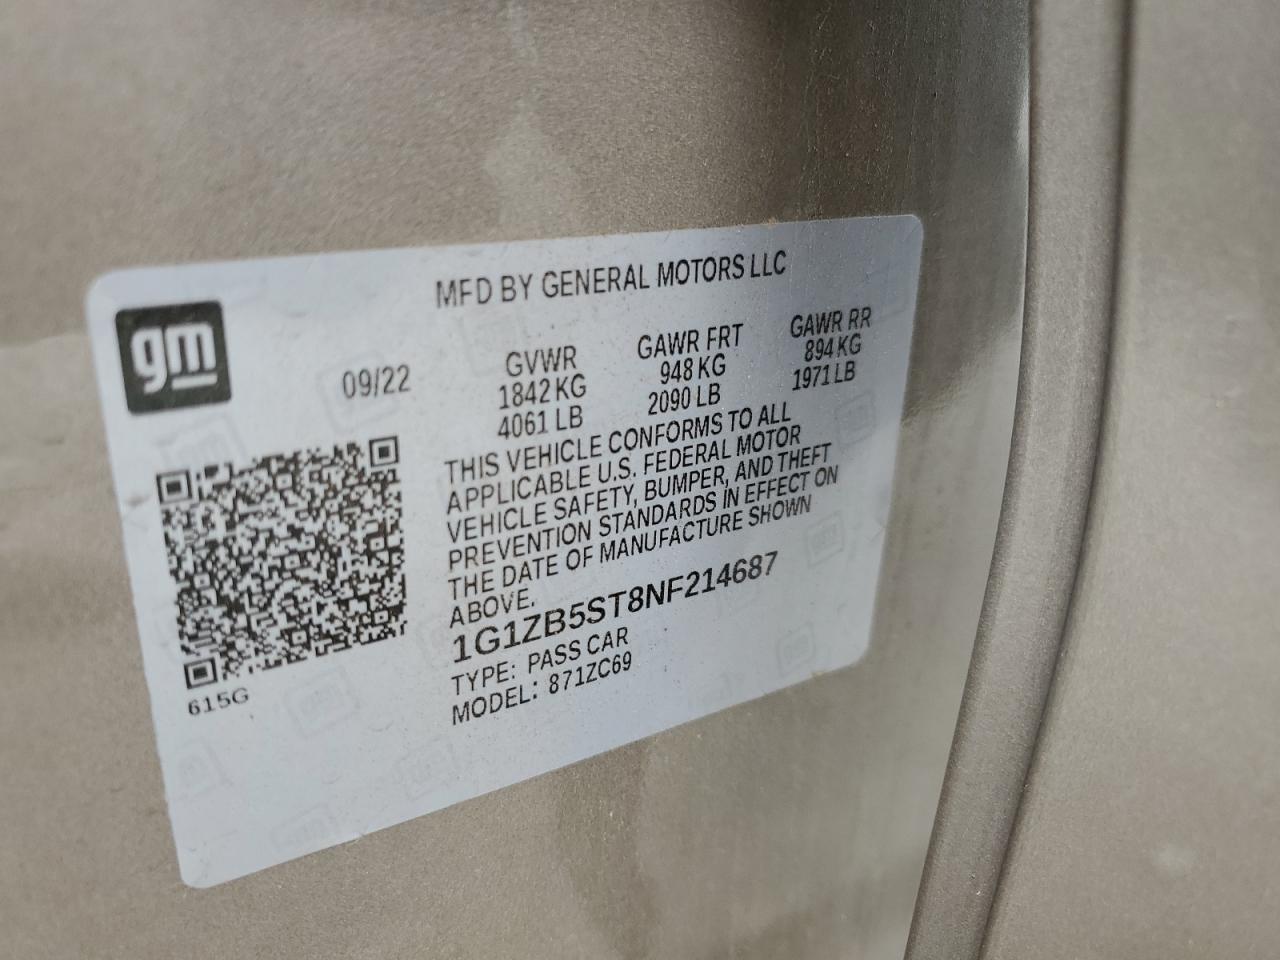 MFD BY GENERAL MOTORS LLC
gm
09/22
GVWR
1842 KG
4061 LB
GAWR FRT
948 KG
2090 LB
GAWR RR
894 KG
1971 LB
THIS VEHICLE CONFORMS TO ALL
APPLICABLE U.S. FEDERAL MOTOR
VEHICLE SAFETY, BUMPER, AND THEFT
PREVENTION STANDARDS IN EFFECT ON
THE DATE OF MANUFACTURE SHOWN
ABOVE.
1G1ZB5ST8NF214687
TYPE: PASS CAR
MODEL: 871ZC69
615G